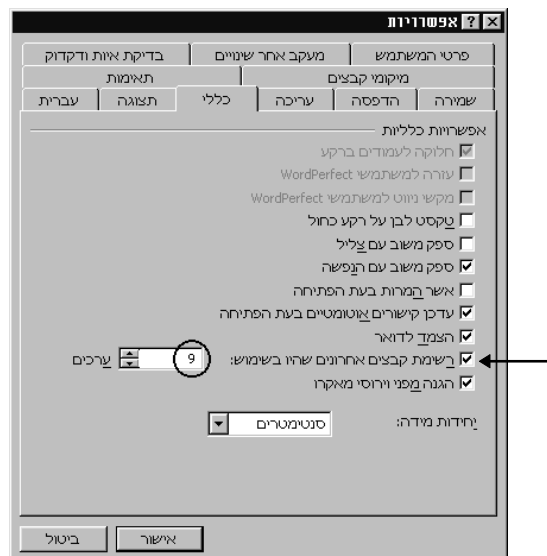 אפשרויות
פרטי המשתמש מעקב אחר שינויים בדיקת איות ודקדוק
מיקומי קבצים תאימות
שמירה הדפסה עריכה כללי תצוגה עברית
אפשרויות כלליות
חלוקה לעמודים ברקע
עזרה למשתמשי WordPerfect
מקשי ניווט למשתמשי WordPerfect
טקסט לבן על רקע כחול
ספק משוב עם צליל
ספק משוב עם הנפשה
אשר המרות בעת הפתיחה
עדכן קישורים אוטומטיים בעת הפתיחה
הצמד לדואר
רשימת קבצים אחרונים שהיו בשימוש: 9 ערכים
הגנה מפני וירוסי מאקרו
יחידות מידה: סנטימטרים
אישור ביטול